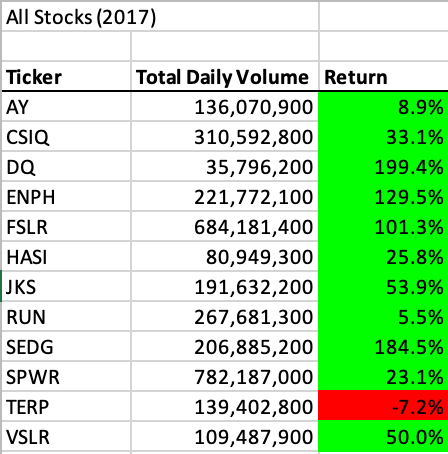 All Stocks (2017)
Ticker Total Daily Volume Return
AY 136,070,900 8.9%
CSIQ 310,592,800 33.1%
DQ 35,796,200 199.4%
ENPH 221,772,100 129.5%
FSLR 684,181,400 101.3%
HASI 80,949,300 25.8%
JKS 191,632,200 53.9%
RUN 267,681,300 5.5%
SEDG 206,885,200 184.5%
SPWR 782,187,000 23.1%
TERP 139,402,800 -7.2%
VSLR 109,487,900 50.0%